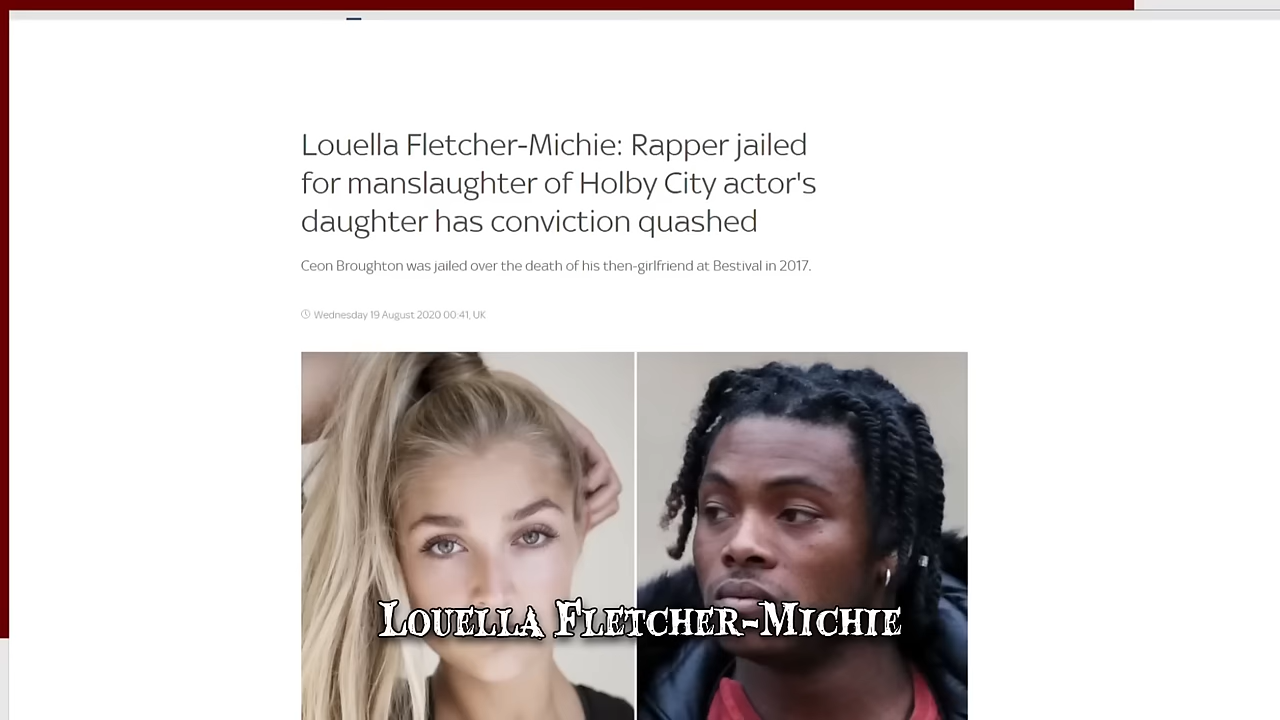 Louella Fletcher-Michie: Rapper jailed
for manslaughter of Holby City actor's
daughter has conviction quashed
Ceon Broughton was jailed over the death of his then-girlfriend at Bestival in 2017.
Wednesday 19 August 2020 00:41, UK
Louella Fletcher-Michie